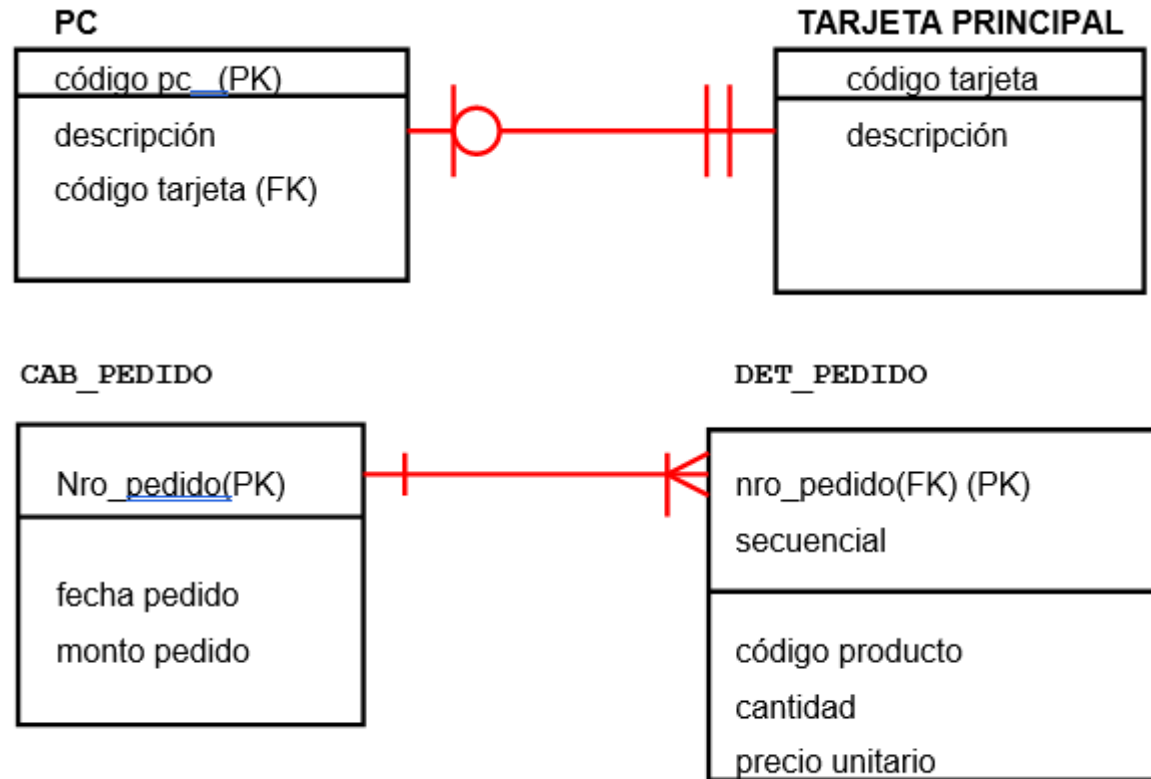 PC
código pc_ (PK)
descripción
código tarjeta (FK)
TARJETA PRINCIPAL
código tarjeta
descripción
CAB_PEDIDO
Nro_pedido(PK)
fecha pedido
monto pedido
DET_PEDIDO
nro_pedido(FK) (PK)
secuencial
código producto
cantidad
precio unitario